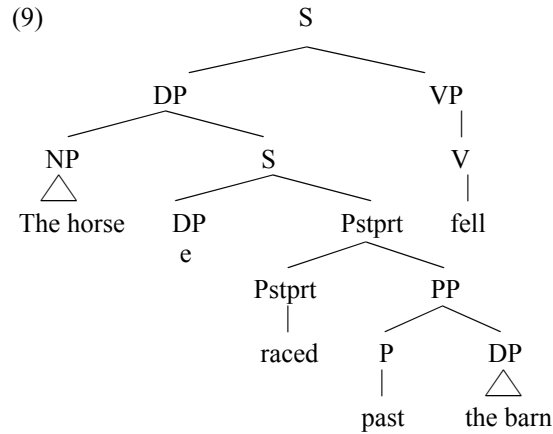 (9) S
DP VP
NP S V
The horse DP Pstprt fell
e
Pstprt PP
raced P DP
past the barn